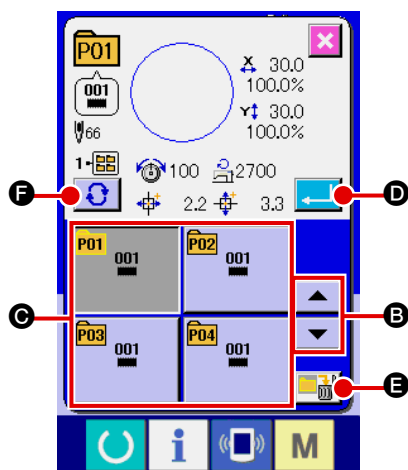 P01
001
X 30.0
100.0%
Y 30.0
100.0%
66
1-
100 2700
2.2 3.3
F
D
P01 001
P02 001
C
B
P03 001
P04 001
E
i
M